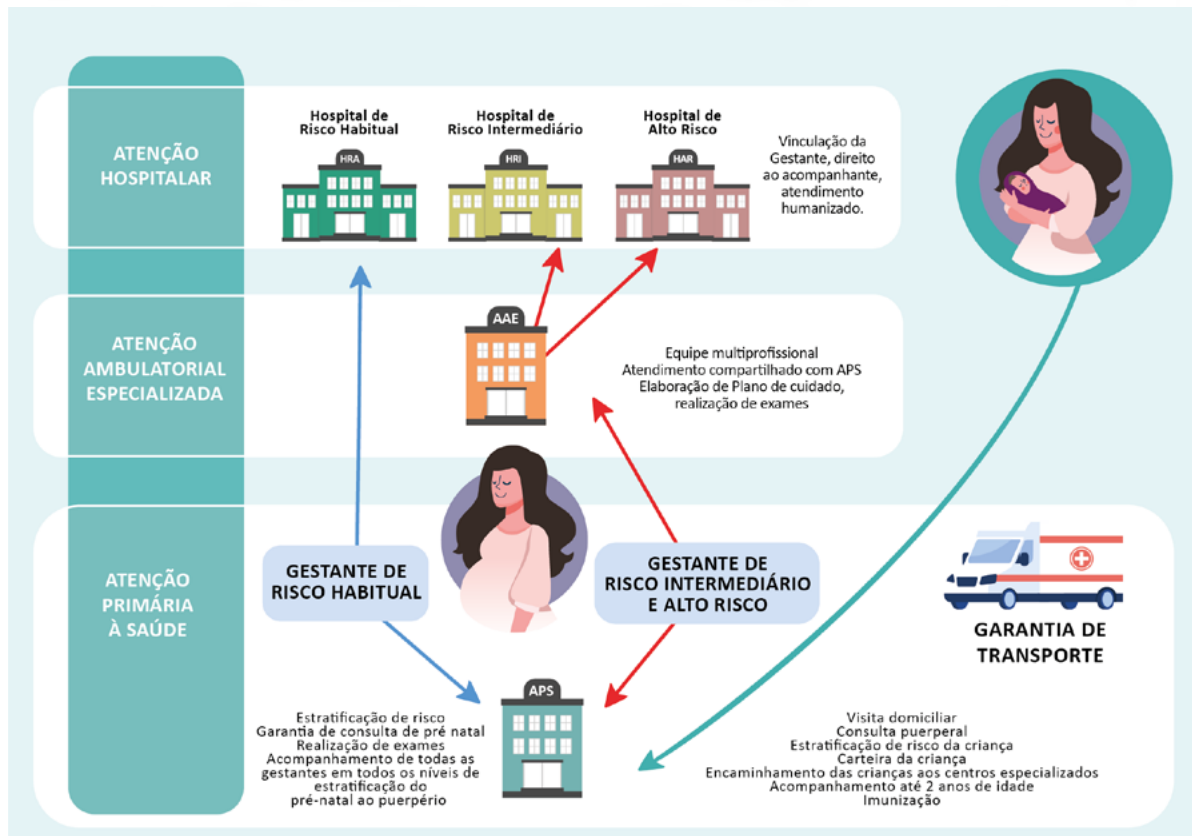 ATENÇÃO
HOSPITALAR
Hospital de
Risco Habitual
HRA
Hospital de
Risco Intermediário
HRI
Hospital de
Alto Risco
HAR
Vinculação da
Gestante, direito
ao acompanhante,
atendimento
humanizado.
ATENÇÃO
AMBULATORIAL
ESPECIALIZADA
AAE
Equipe multiprofissional
Atendimento compartilhado com APS
Elaboração de Plano de cuidado,
realização de exames
ATENÇÃO
PRIMÁRIA
À SAÚDE
GESTANTE DE
RISCO HABITUAL
GESTANTE DE
RISCO INTERMEDIÁRIO
E ALTO RISCO
GARANTIA DE
TRANSPORTE
APS
Estratificação de risco
Garantia de consulta de pré natal
Realização de exames
Acompanhamento de todas as
gestantes em todos os níveis de
estratificação do
pré-natal ao puerpério
Visita domiciliar
Consulta puerperal
Estratificação de risco da criança
Carteira da criança
Encaminhamento das crianças aos centros especializados
Acompanhamento até 2 anos de idade
Imunização